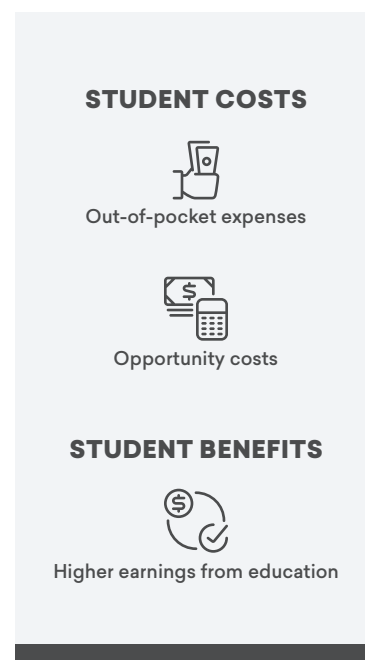 STUDENT COSTS
Out-of-pocket expenses
$
Opportunity costs
STUDENT BENEFITS
$
Higher earnings from education